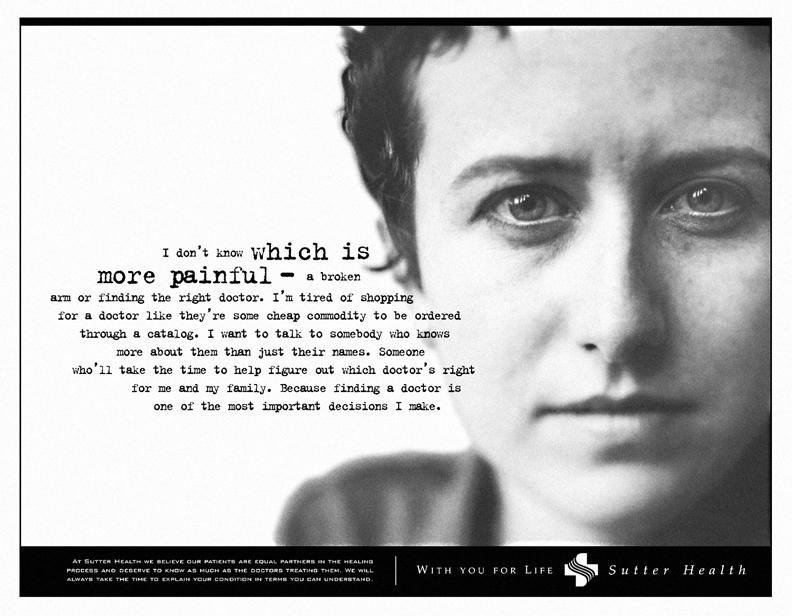 I don't know which is
more painful – a broken
arm or finding the right doctor. I'm tired of shopping
for a doctor like they're some cheap commodity to be ordered
through a catalog. I want to talk to somebody who knows
more about them than just their names. Someone
who'll take the time to help figure out which doctor's right
for me and my family. Because finding a doctor is
one of the most important decisions I make.
At Sutter Health we believe our patients are equal partners in the healing
process and deserve to know as much as the doctors treating them. We will
always take the time to explain your condition in terms you can understand.
With you for Life
Sutter Health